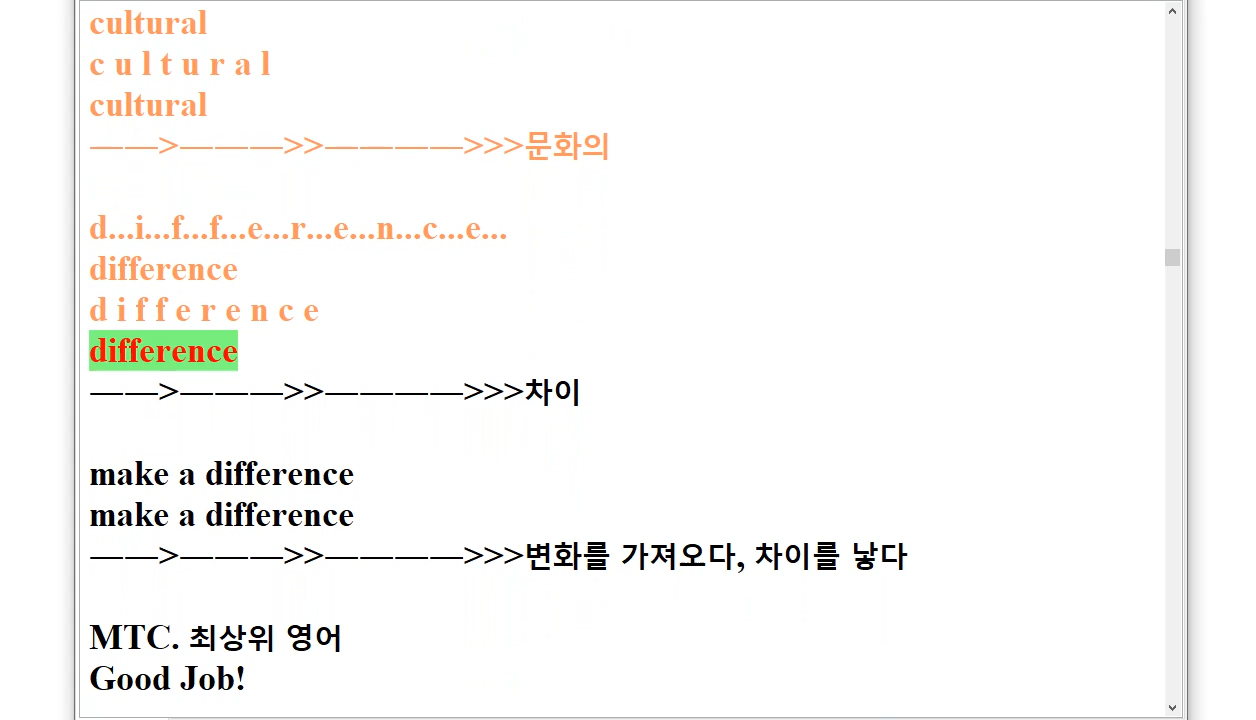 cultural
c u l t u r a l
cultural
——>———>>————>>>문화의
d...i...f...f...e...r...e...n...c...e...
difference
d i f f e r e n c e
difference
——>———>>————>>>차이
make a difference
make a difference
——>———>>————>>>변화를 가져오다, 차이를 낳다
MTC. 최상위 영어
Good Job!